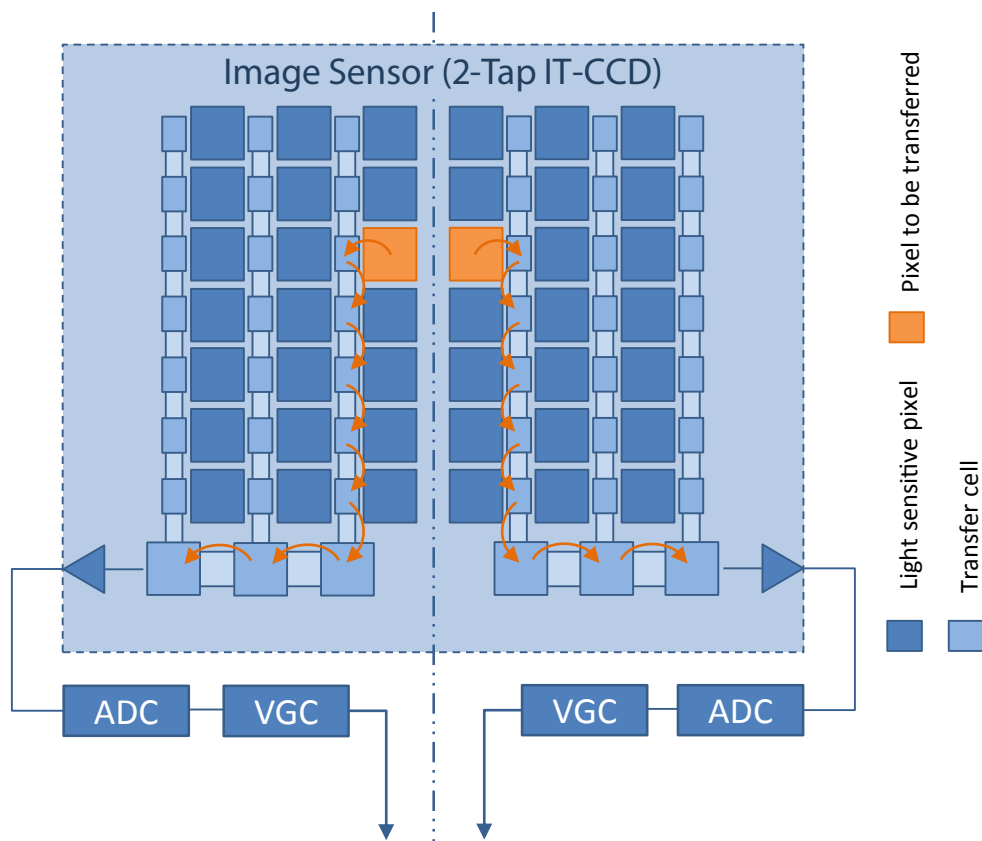 Image Sensor (2-Tap IT-CCD)
ADC
VGC
VGC
ADC
Pixel to be transferred
Light sensitive pixel
Transfer cell